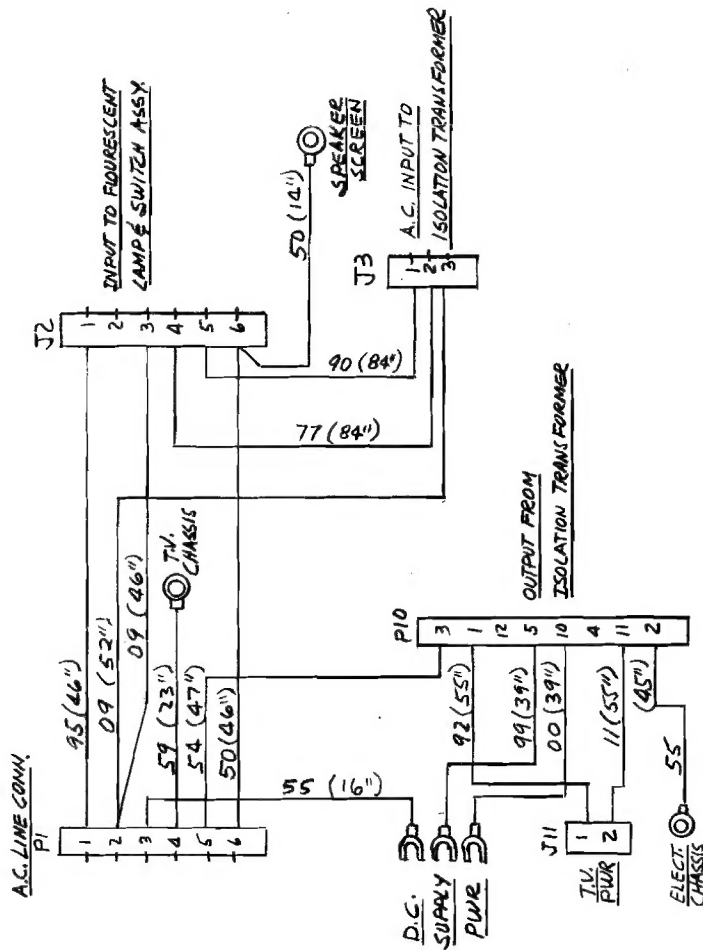 A.C. LINE CONN.
P1
1
2
3
4
5
6
95 (46")
09 (52")
09 (46")
59 (23")
54 (47")
50 (46")
T.V.
CHASSIS
J2
1
2
3
4
5
6
INPUT TO FLOURESCENT
LAMP & SWITCH ASSY.
50 (14")
SPEAKER
SCREEN
90 (84")
77 (84")
J3
1
2
3
A.C. INPUT TO
ISOLATION TRANSFORMER
55 (16")
D.C.
SUPPLY
PWR
P10
3
1
12
5
10
4
11
2
OUTPUT FROM
ISOLATION TRANSFORMER
92 (55")
99 (39")
00 (39")
11 (55")
(45")
55
J11
1
2
T.V.
PWR
ELECT.
CHASSIS